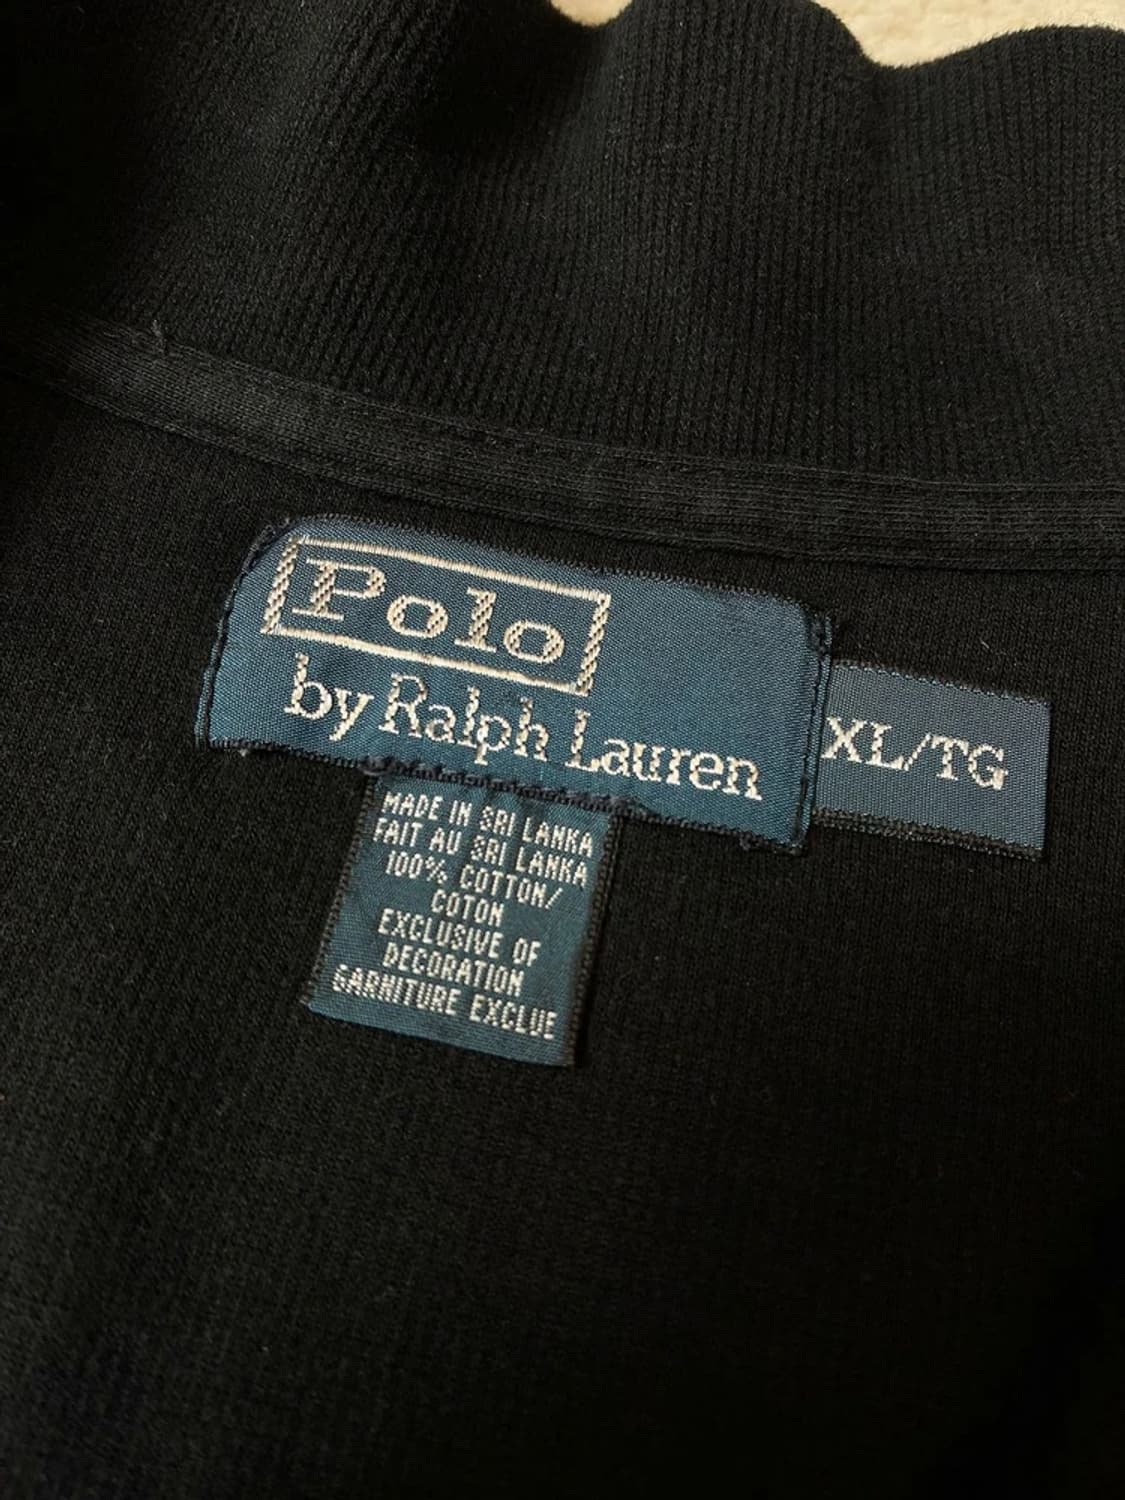 Polo
by Ralph Lauren
XL/TG
MADE IN SRI LANKA
FAIT AU SRI LANKA
100% COTTON/
COTON
EXCLUSIVE OF
DECORATION
GARNITURE EXCLUE